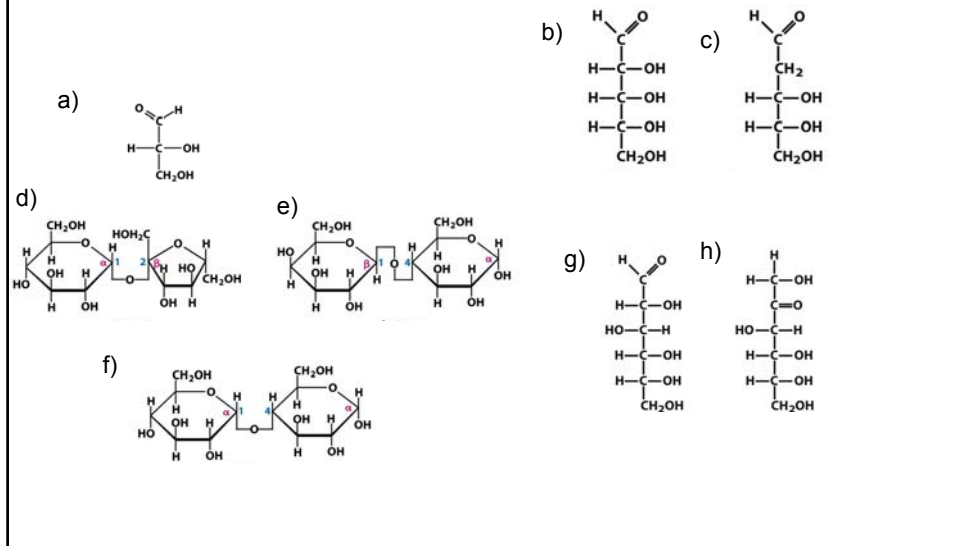 a)
O H
C
H—C—OH
CH₂OH
b)
H O
C
H—C—OH
H—C—OH
H—C—OH
CH₂OH
c)
H O
C
CH₂
H—C—OH
H—C—OH
CH₂OH
d)
CH₂OH
HOH₂C
O O H
H H H
α 1 2 β
OH H H HO
HO O CH₂OH
H OH OH H
e)
CH₂OH CH₂OH
O O
HO H H H H
H β 1 O 4 α
OH H H OH H OH
H OH H OH
f)
CH₂OH CH₂OH
O O
H H H H H H
α 1 4 α
OH H OH H
HO O OH
H OH H OH
g)
H O
C
H—C—OH
HO—C—H
H—C—OH
H—C—OH
CH₂OH
h)
H
H—C—OH
C=O
HO—C—H
H—C—OH
H—C—OH
CH₂OH